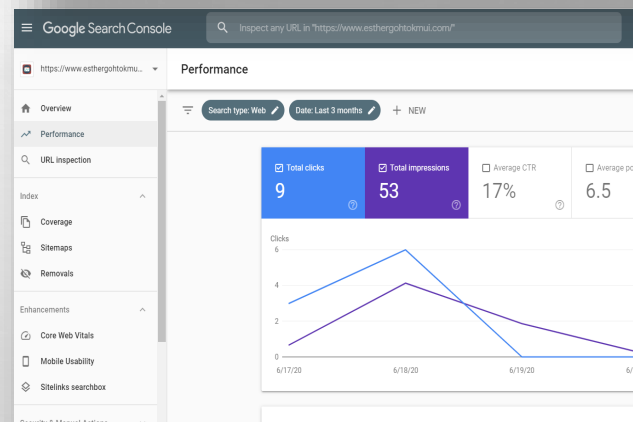 Google Search Console
Inspect any URL in "https://www.esthergohtokmui.com/"
https://www.esthergohtokmu...
Performance
Overview
Performance
URL inspection
Index
Coverage
Sitemaps
Removals
Enhancements
Core Web Vitals
Mobile Usability
Sitelinks searchbox
Search type: Web
Date: Last 3 months
+ NEW
Total clicks
9
Total impressions
53
Average CTR
17%
Average po
6.5
Clicks
6
4
2
0
6/17/20
6/18/20
6/19/20
6/